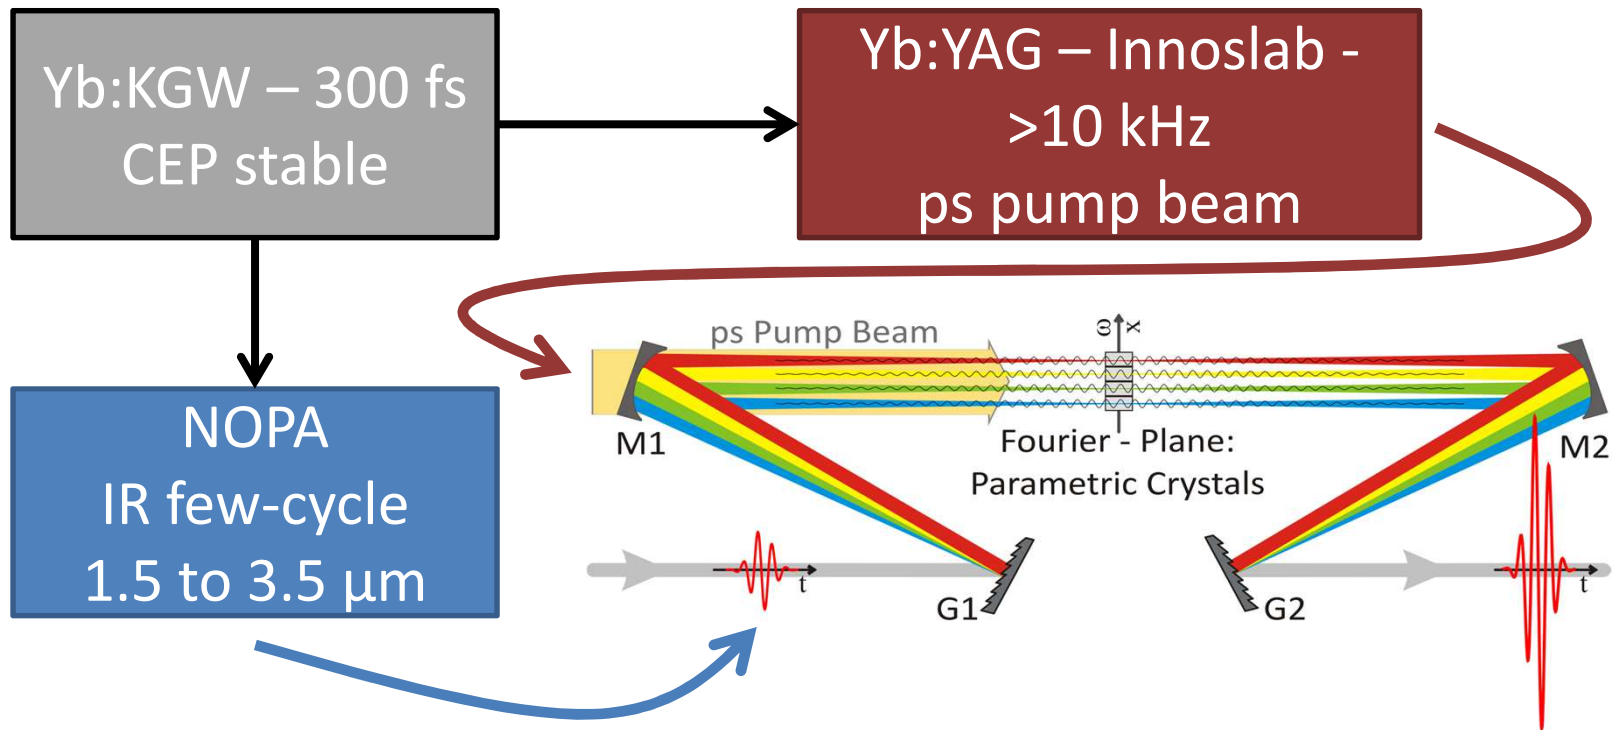 Yb:KGW – 300 fs
CEP stable
Yb:YAG – Innoslab -
>10 kHz
ps pump beam
NOPA
IR few-cycle
1.5 to 3.5 µm
ps Pump Beam
ω x
M1
Fourier - Plane:
Parametric Crystals
M2
t
G1
G2
t